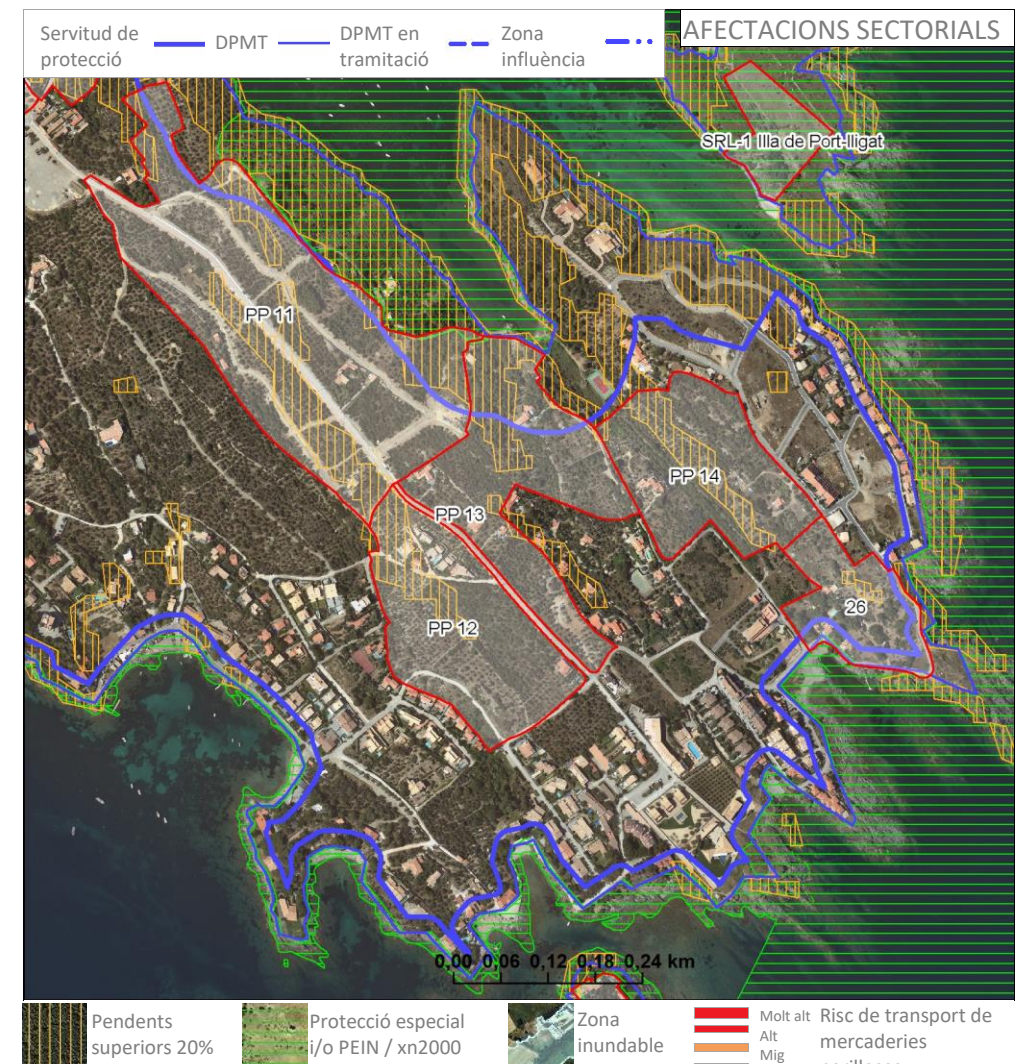 AFECTACIONS SECTORIALS
Servitud de
protecció
DPMT
DPMT en
tramitació
Zona
influència
SRL-1 Illa de Port-lligat
PP 11
PP 14
PP 13
26
PP 12
0,00 0,06 0,12 0,18 0,24 km
Pendents
superiors 20%
Protecció especial
i/o PEIN / xn2000
Zona
inundable
Molt alt
Alt
Mig
Risc de transport de
mercaderies